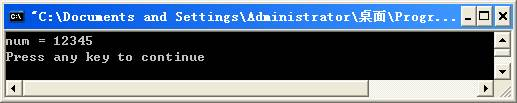 "C:\Documents and Settings\Administrator\桌面\Progr...
num = 12345
Press any key to continue